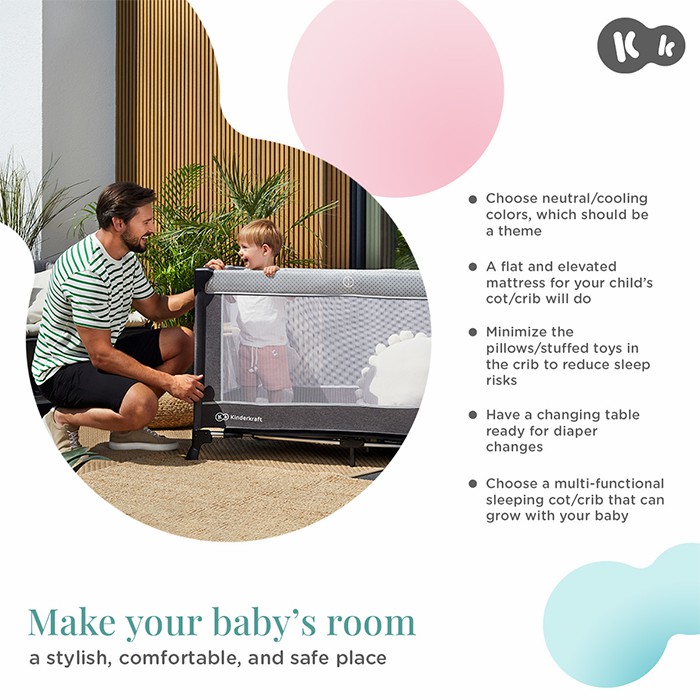 K k
Choose neutral/cooling
colors, which should be
a theme
A flat and elevated
mattress for your child's
cot/crib will do
Minimize the
pillows/stuffed toys in
the crib to reduce sleep
risks
Have a changing table
ready for diaper
changes
Choose a multi-functional
sleeping cot/crib that can
grow with your baby
Kinderkraft
Make your baby's room
a stylish, comfortable, and safe place